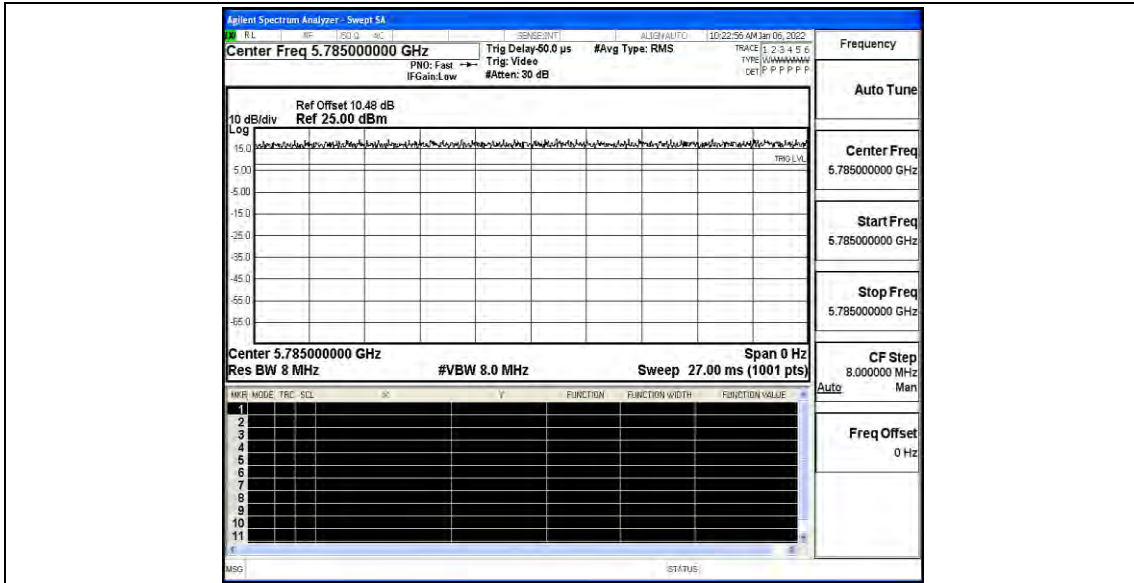 Agilent Spectrum Analyzer - Swept SA
RL RF 50 Ω AC SENSE:INT ALIGNAUTO 10:22:56 AM Jan 06, 2022
Center Freq 5.785000000 GHz
PNO: Fast
IFGain:Low
Trig Delay-50.0 µs
Trig: Video
#Atten: 30 dB
#Avg Type: RMS
TRACE 1 2 3 4 5 6
TYPE
DET P P P P P P
Ref Offset 10.48 dB
10 dB/div Ref 25.00 dBm
Log
15.0
TRIG LVL
5.00
-5.00
-15.0
-25.0
-35.0
-45.0
-55.0
-65.0
Center 5.785000000 GHz Span 0 Hz
Res BW 8 MHz #VBW 8.0 MHz Sweep 27.00 ms (1001 pts)
MKR MODE TRC SCL X Y FUNCTION FUNCTION WIDTH FUNCTION VALUE
1
2
3
4
5
6
7
8
9
10
11
MSG STATUS
Frequency
Auto Tune
Center Freq
5.785000000 GHz
Start Freq
5.785000000 GHz
Stop Freq
5.785000000 GHz
CF Step
8.000000 MHz
Auto Man
Freq Offset
0 Hz